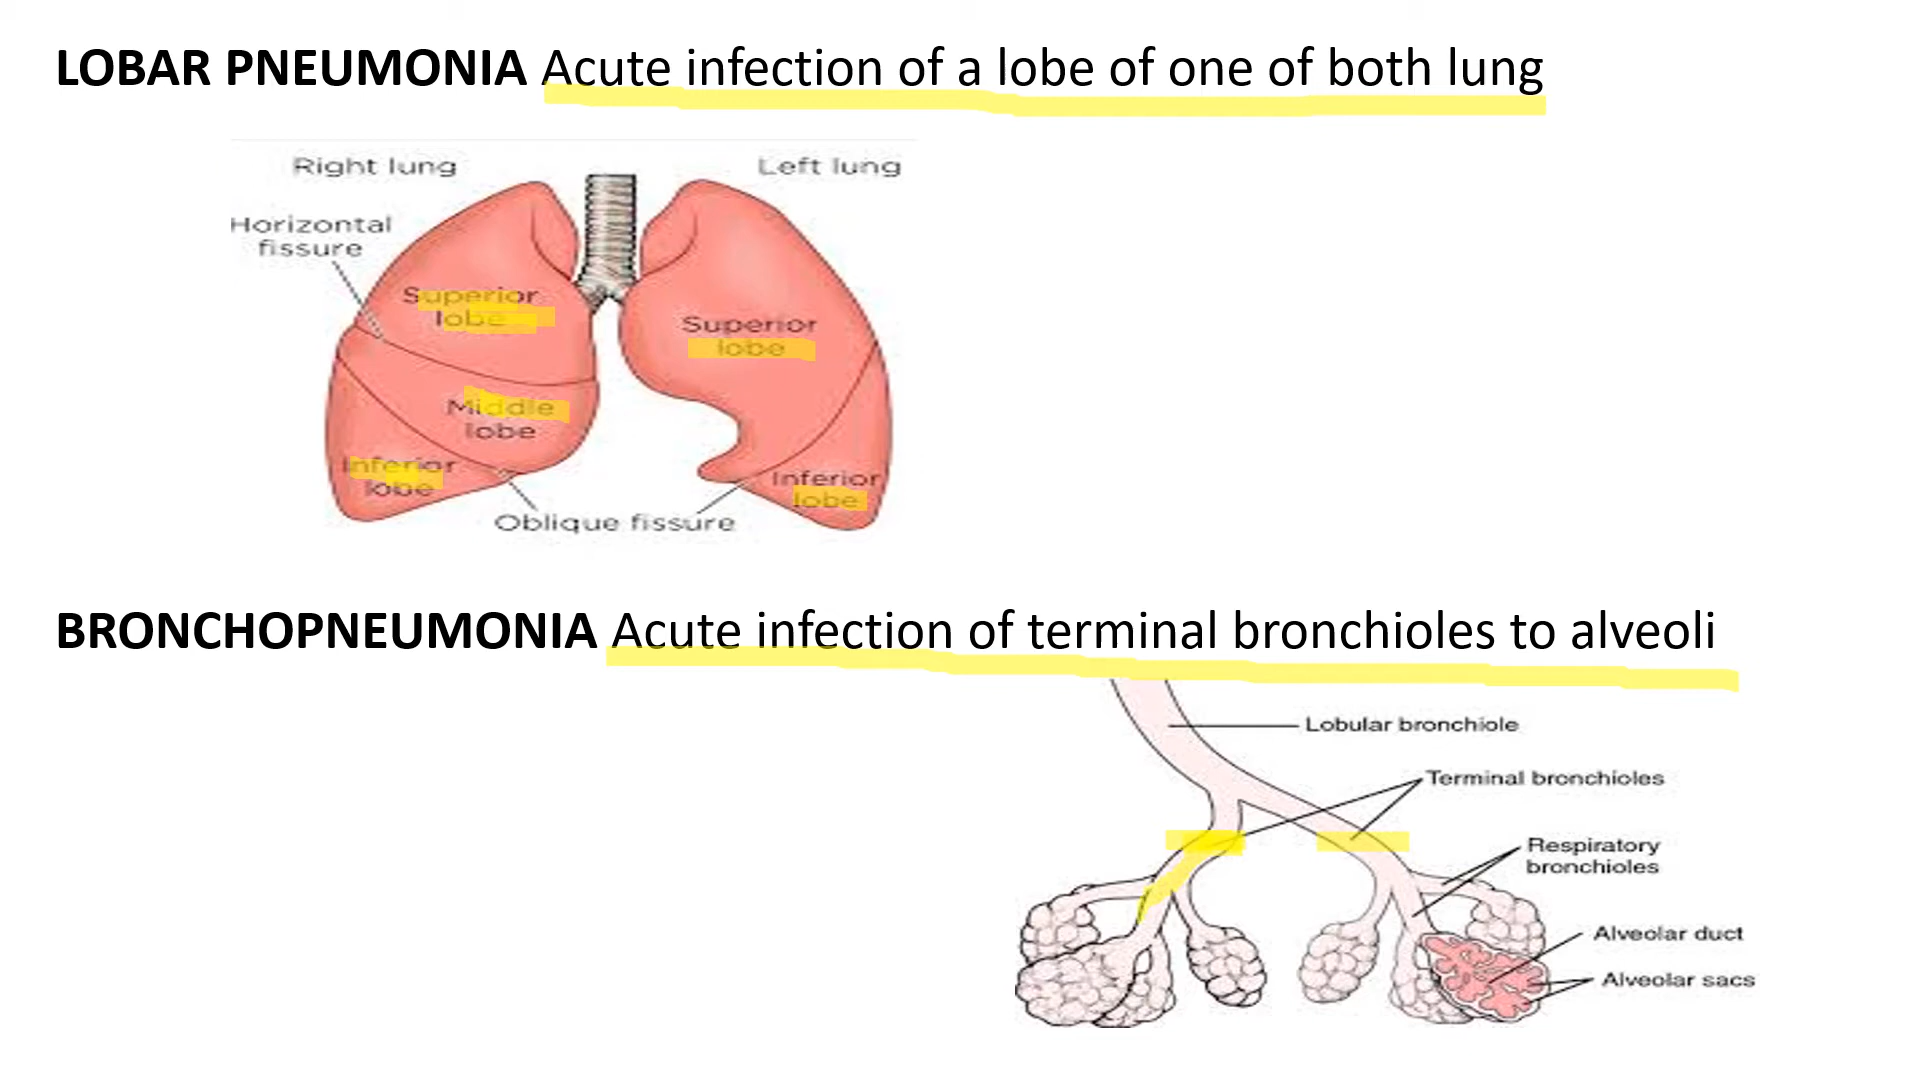 LOBAR PNEUMONIA Acute infection of a lobe of one of both lung
Right lung
Left lung
Horizontal
fissure
Superior
lobe
Superior
lobe
Middle
lobe
Inferior
lobe
Inferior
lobe
Oblique fissure
BRONCHOPNEUMONIA Acute infection of terminal bronchioles to alveoli
Lobular bronchiole
Terminal bronchioles
Respiratory
bronchioles
Alveolar duct
Alveolar sacs